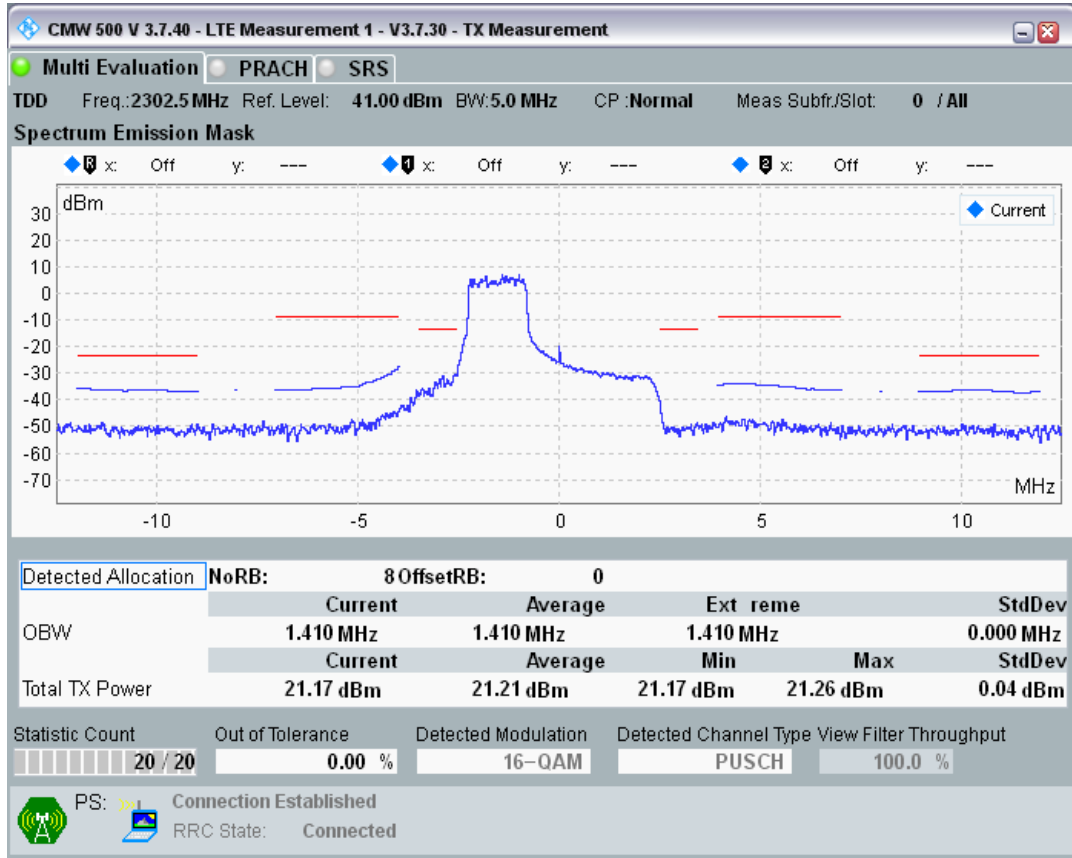 CMW 500 V 3.7.40 - LTE Measurement 1 - V3.7.30 - TX Measurement
Multi Evaluation PRACH SRS
TDD Freq.:2302.5 MHz Ref. Level: 41.00 dBm BW:5.0 MHz CP :Normal Meas Subfr./Slot: 0 / All
Spectrum Emission Mask
R x: Off y: --- 1 x: Off y: --- 2 x: Off y: ---
dBm
Current
30
20
10
0
-10
-20
-30
-40
-50
-60
-70
MHz
-10 -5 0 5 10
Detected Allocation NoRB: 8 OffsetRB: 0
Current Average Ext reme StdDev
OBW 1.410 MHz 1.410 MHz 1.410 MHz 0.000 MHz
Current Average Min Max StdDev
Total TX Power 21.17 dBm 21.21 dBm 21.17 dBm 21.26 dBm 0.04 dBm
Statistic Count Out of Tolerance Detected Modulation Detected Channel Type View Filter Throughput
20 / 20 0.00 % 16-QAM PUSCH 100.0 %
PS: Connection Established
RRC State: Connected